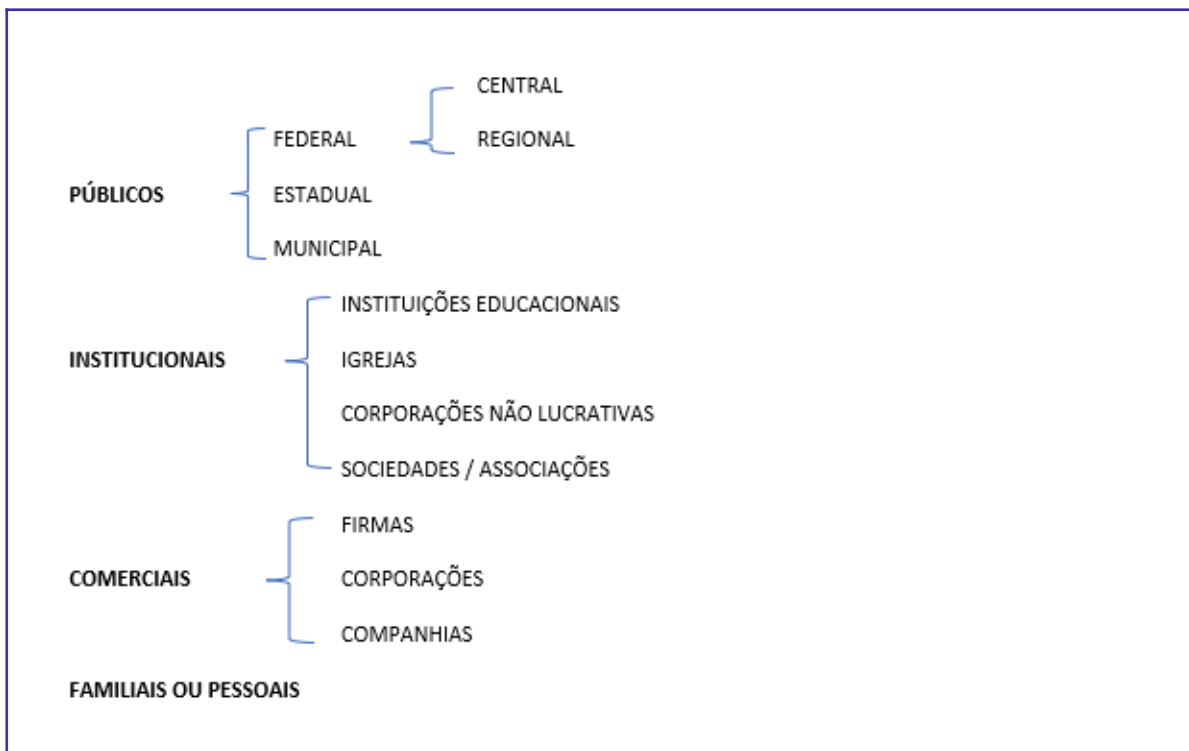 CENTRAL
FEDERAL
REGIONAL
PÚBLICOS
ESTADUAL
MUNICIPAL
INSTITUIÇÕES EDUCACIONAIS
INSTITUCIONAIS
IGREJAS
CORPORAÇÕES NÃO LUCRATIVAS
SOCIEDADES / ASSOCIAÇÕES
FIRMAS
COMERCIAIS
CORPORAÇÕES
COMPANHIAS
FAMILIAIS OU PESSOAIS